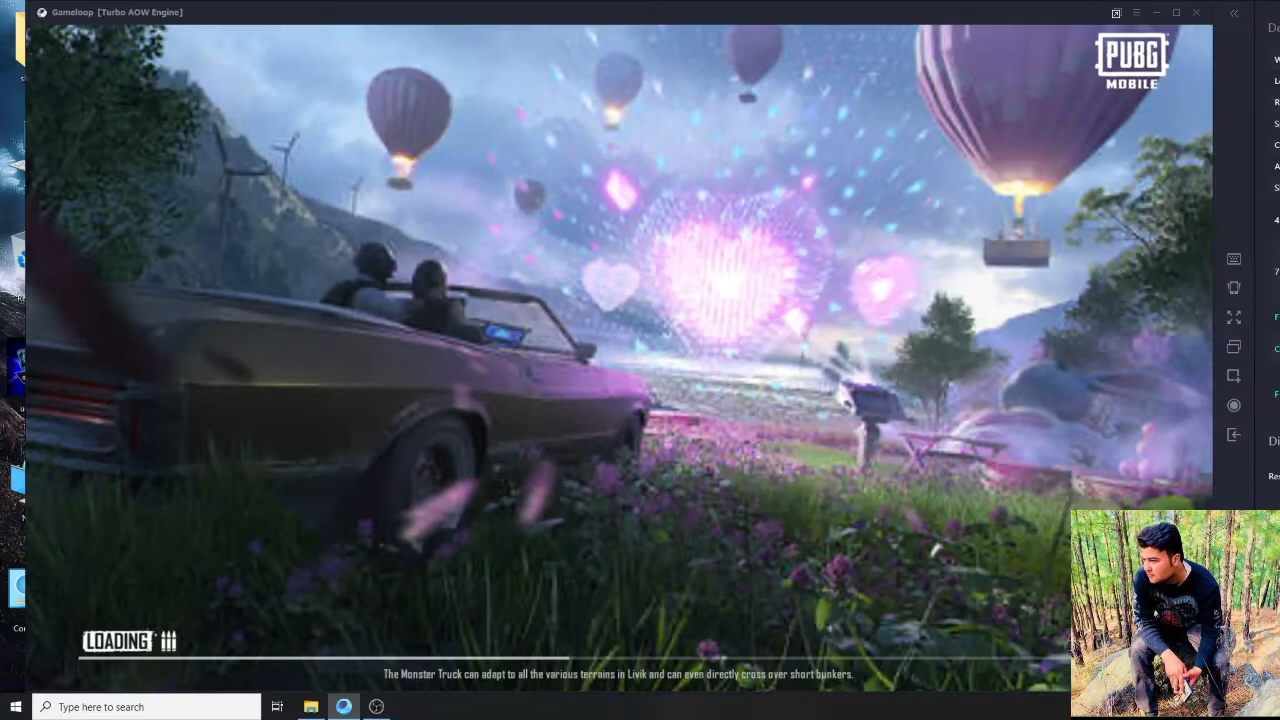 Gameloop [Turbo AOW Engine]
PUBG
MOBILE
LOADING
The Monster Truck can adapt to all the various terrains in Livik and can even directly cross over short bunkers.
Type here to search